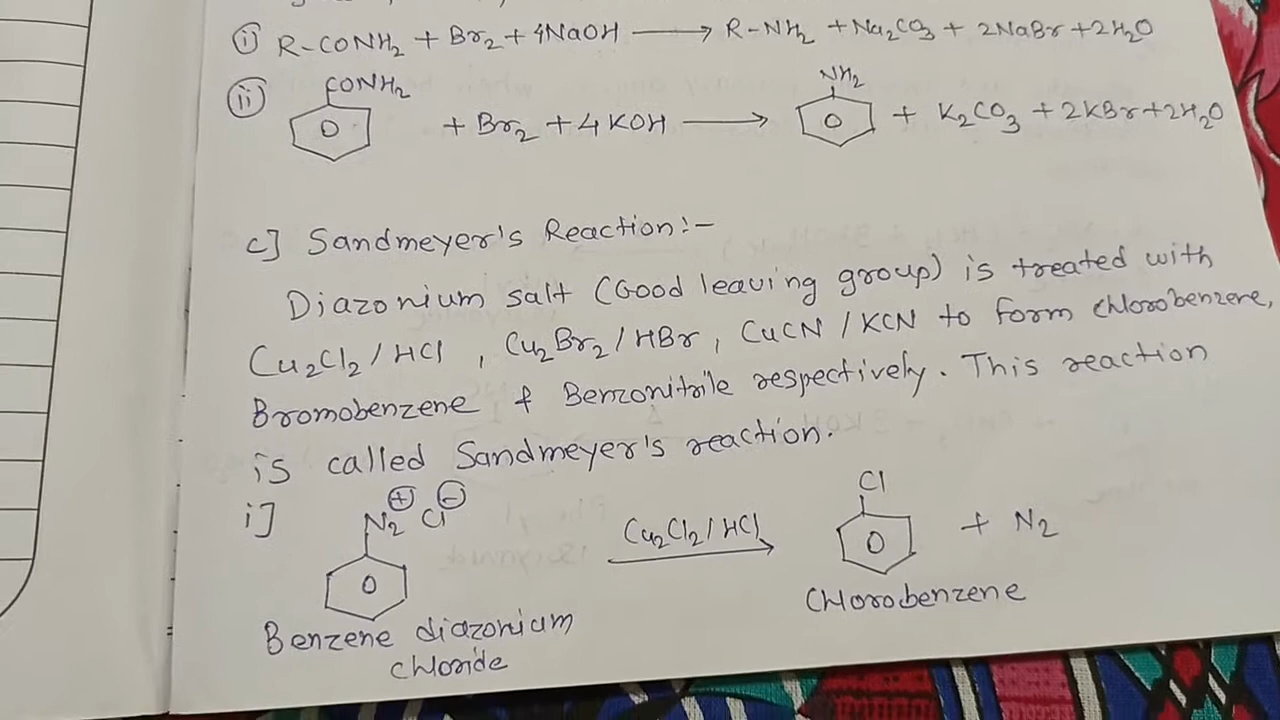 i) R-CONH₂ + Br₂ + 4NaOH ⟶ R-NH₂ + Na₂CO₃ + 2NaBr + 2H₂O
ii) CONH₂ + Br₂ + 4KOH ⟶ NH₂ + K₂CO₃ + 2KBr + 2H₂O
c] Sandmeyer's Reaction:-
Diazonium salt (Good leaving group) is treated with
Cu₂Cl₂/HCl, Cu₂Br₂/HBr, CuCN/KCN to form chlorobenzene,
Bromobenzene & Benzonitrile respectively. This reaction
is called Sandmeyer's reaction.
i] N₂⊕ Cl⊖ Cu₂Cl₂/HCl ⟶ Cl + N₂
Benzene diazonium Chlorobenzene
chloride